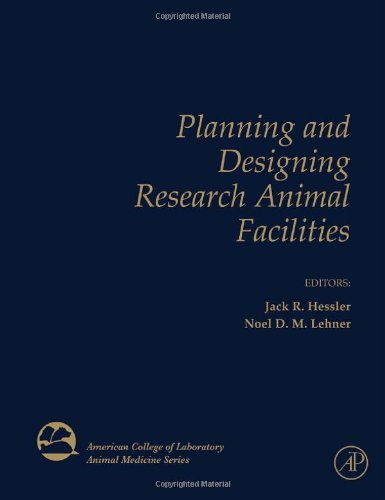 Copyrighted Material
Planning and
Designing
Research Animal
Facilities
EDITORS:
Jack R. Hessler
Noel D. M. Lehner
American College of Laboratory
Animal Medicine Series
AP
Copyrighted Material